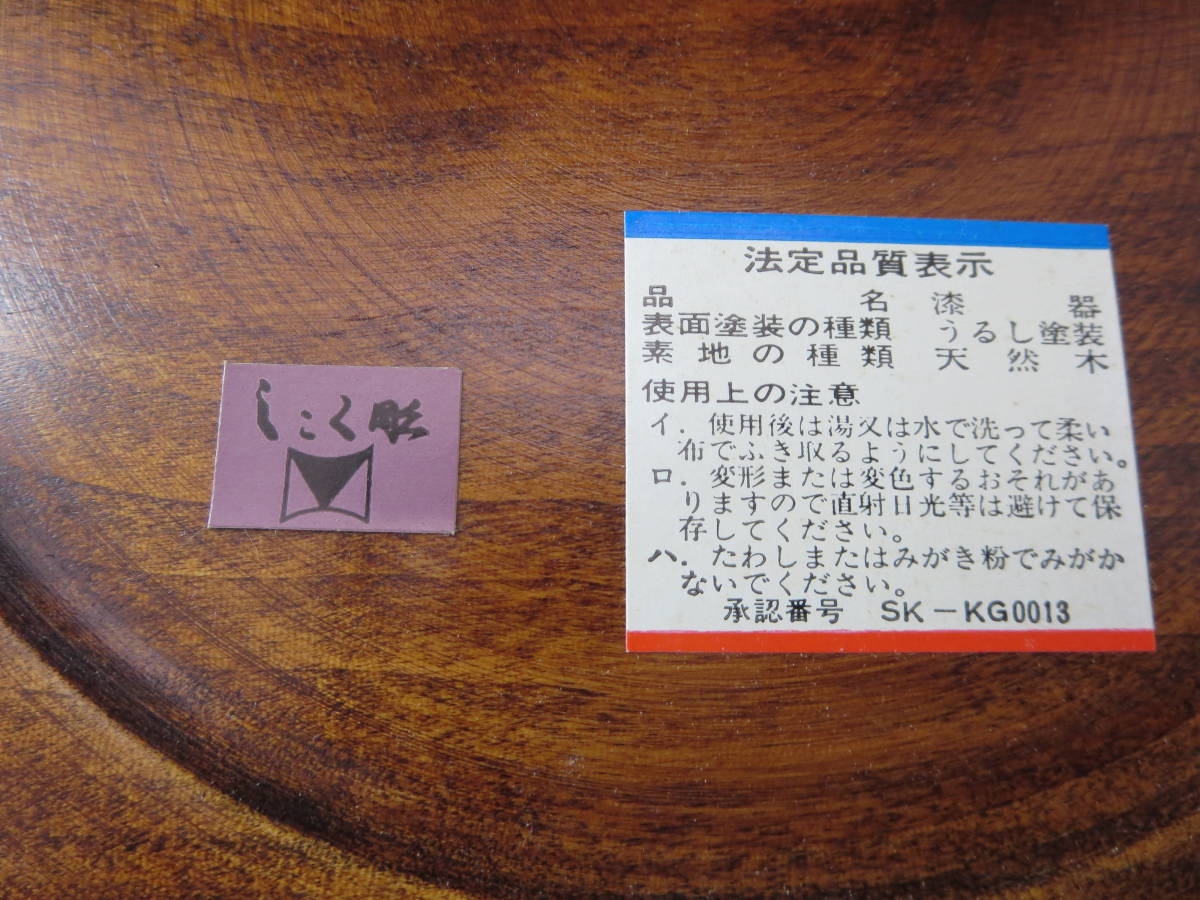 しこく彫
法定品質表示
品名 漆器
表面塗装の種類 うるし塗装
素地の種類 天然木
使用上の注意
イ．使用後は湯又は水で洗って柔い
布でふき取るようにしてください。
ロ．変形または変色するおそれがあ
りますので直射日光等は避けて保
存してください。
ハ．たわしまたはみがき粉でみがか
ないでください。
承認番号 SK－KG0013